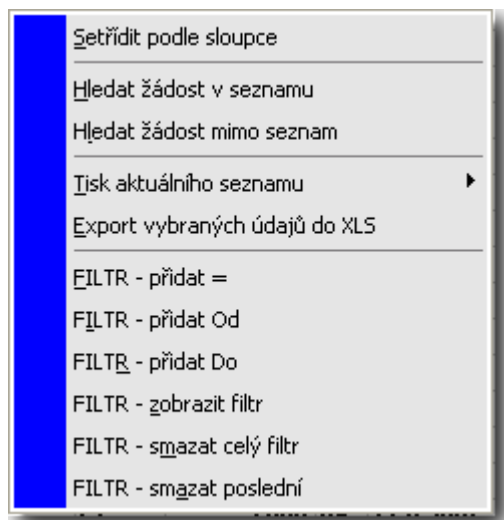 Setřídit podle sloupce
Hledat žádost v seznamu
Hledat žádost mimo seznam
Tisk aktuálního seznamu
Export vybraných údajů do XLS
FILTR - přidat =
FILTR - přidat Od
FILTR - přidat Do
FILTR - zobrazit filtr
FILTR - smazat celý filtr
FILTR - smazat poslední